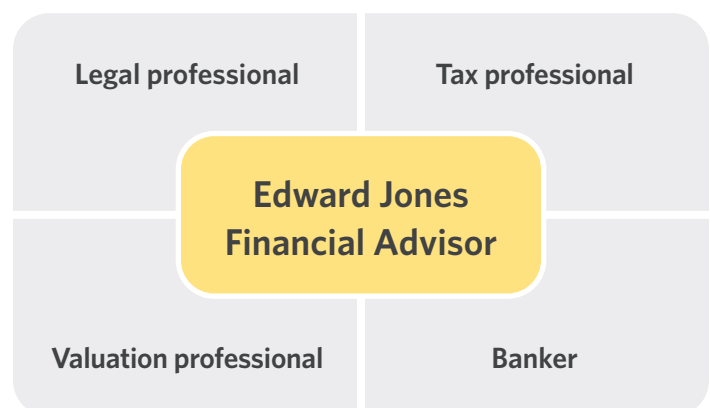 Legal professional
Tax professional
Edward Jones
Financial Advisor
Valuation professional
Banker